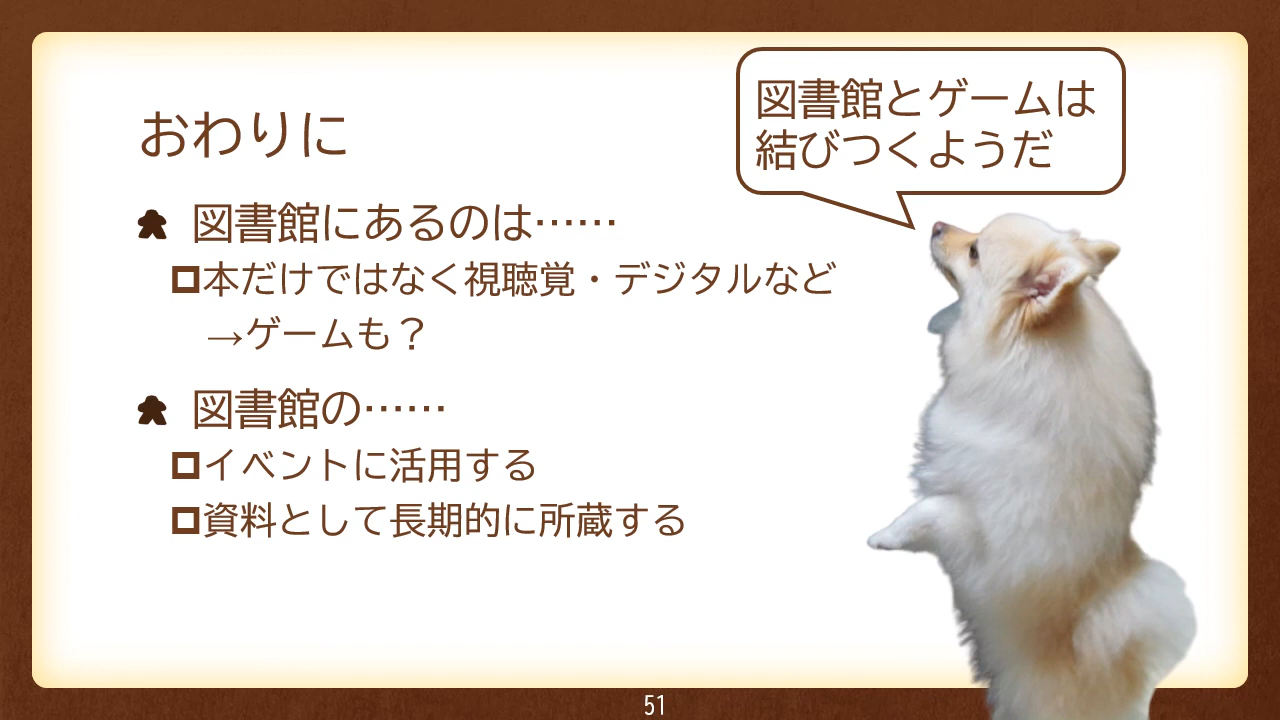 おわりに
図書館とゲームは
結びつくようだ
図書館にあるのは……
本だけではなく視聴覚・デジタルなど
→ゲームも？
図書館の……
イベントに活用する
資料として長期的に所蔵する
51